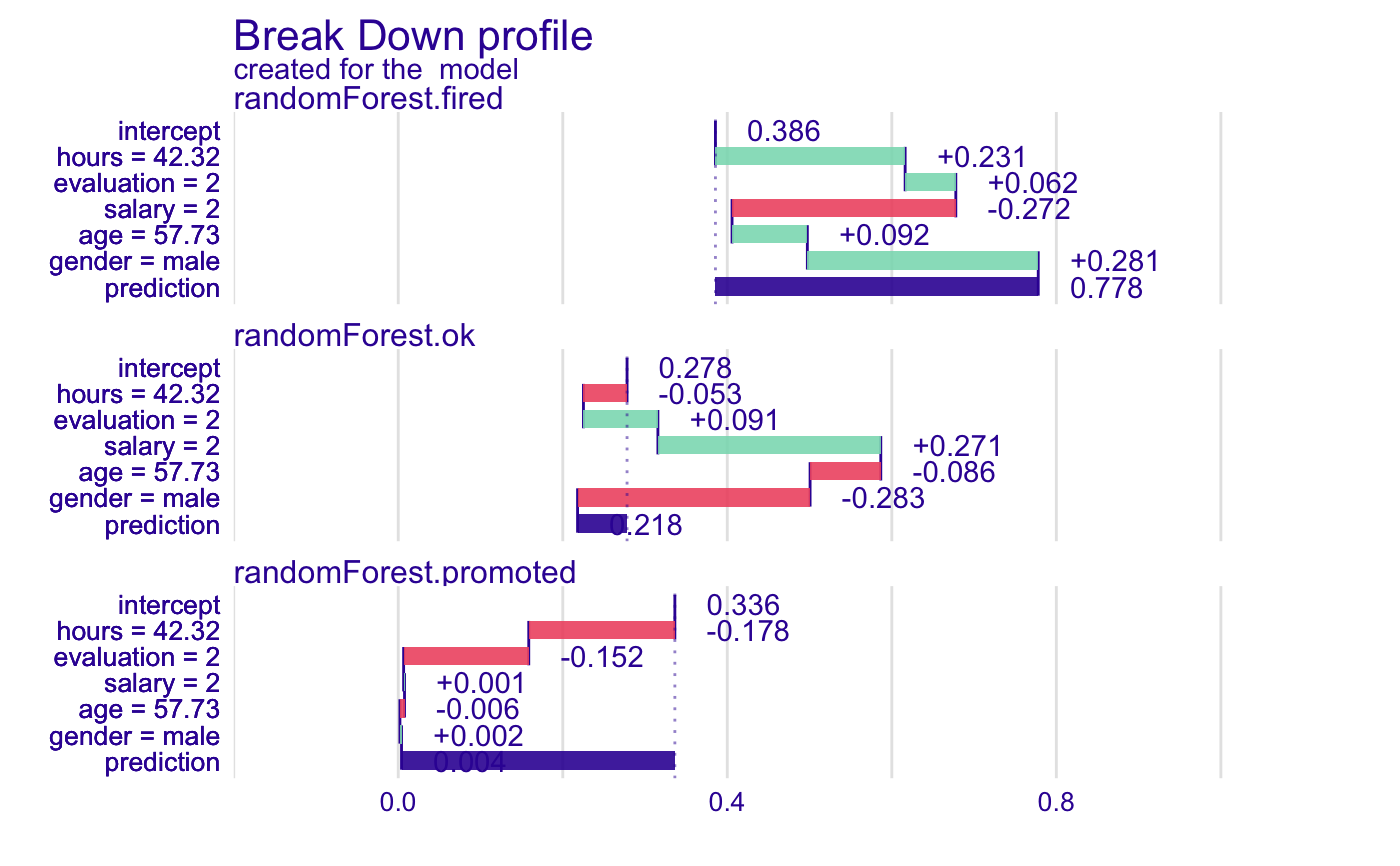 Break Down profile
created for the  model
randomForest.fired
intercept 0.386
hours = 42.32 +0.231
evaluation = 2 +0.062
salary = 2 -0.272
age = 57.73 +0.092
gender = male +0.281
prediction 0.778
randomForest.ok
intercept 0.278
hours = 42.32 -0.053
evaluation = 2 +0.091
salary = 2 +0.271
age = 57.73 -0.086
gender = male -0.283
prediction 0.218
randomForest.promoted
intercept 0.336
hours = 42.32 -0.178
evaluation = 2 -0.152
salary = 2 +0.001
age = 57.73 -0.006
gender = male +0.002
prediction 0.004
0.0 0.4 0.8